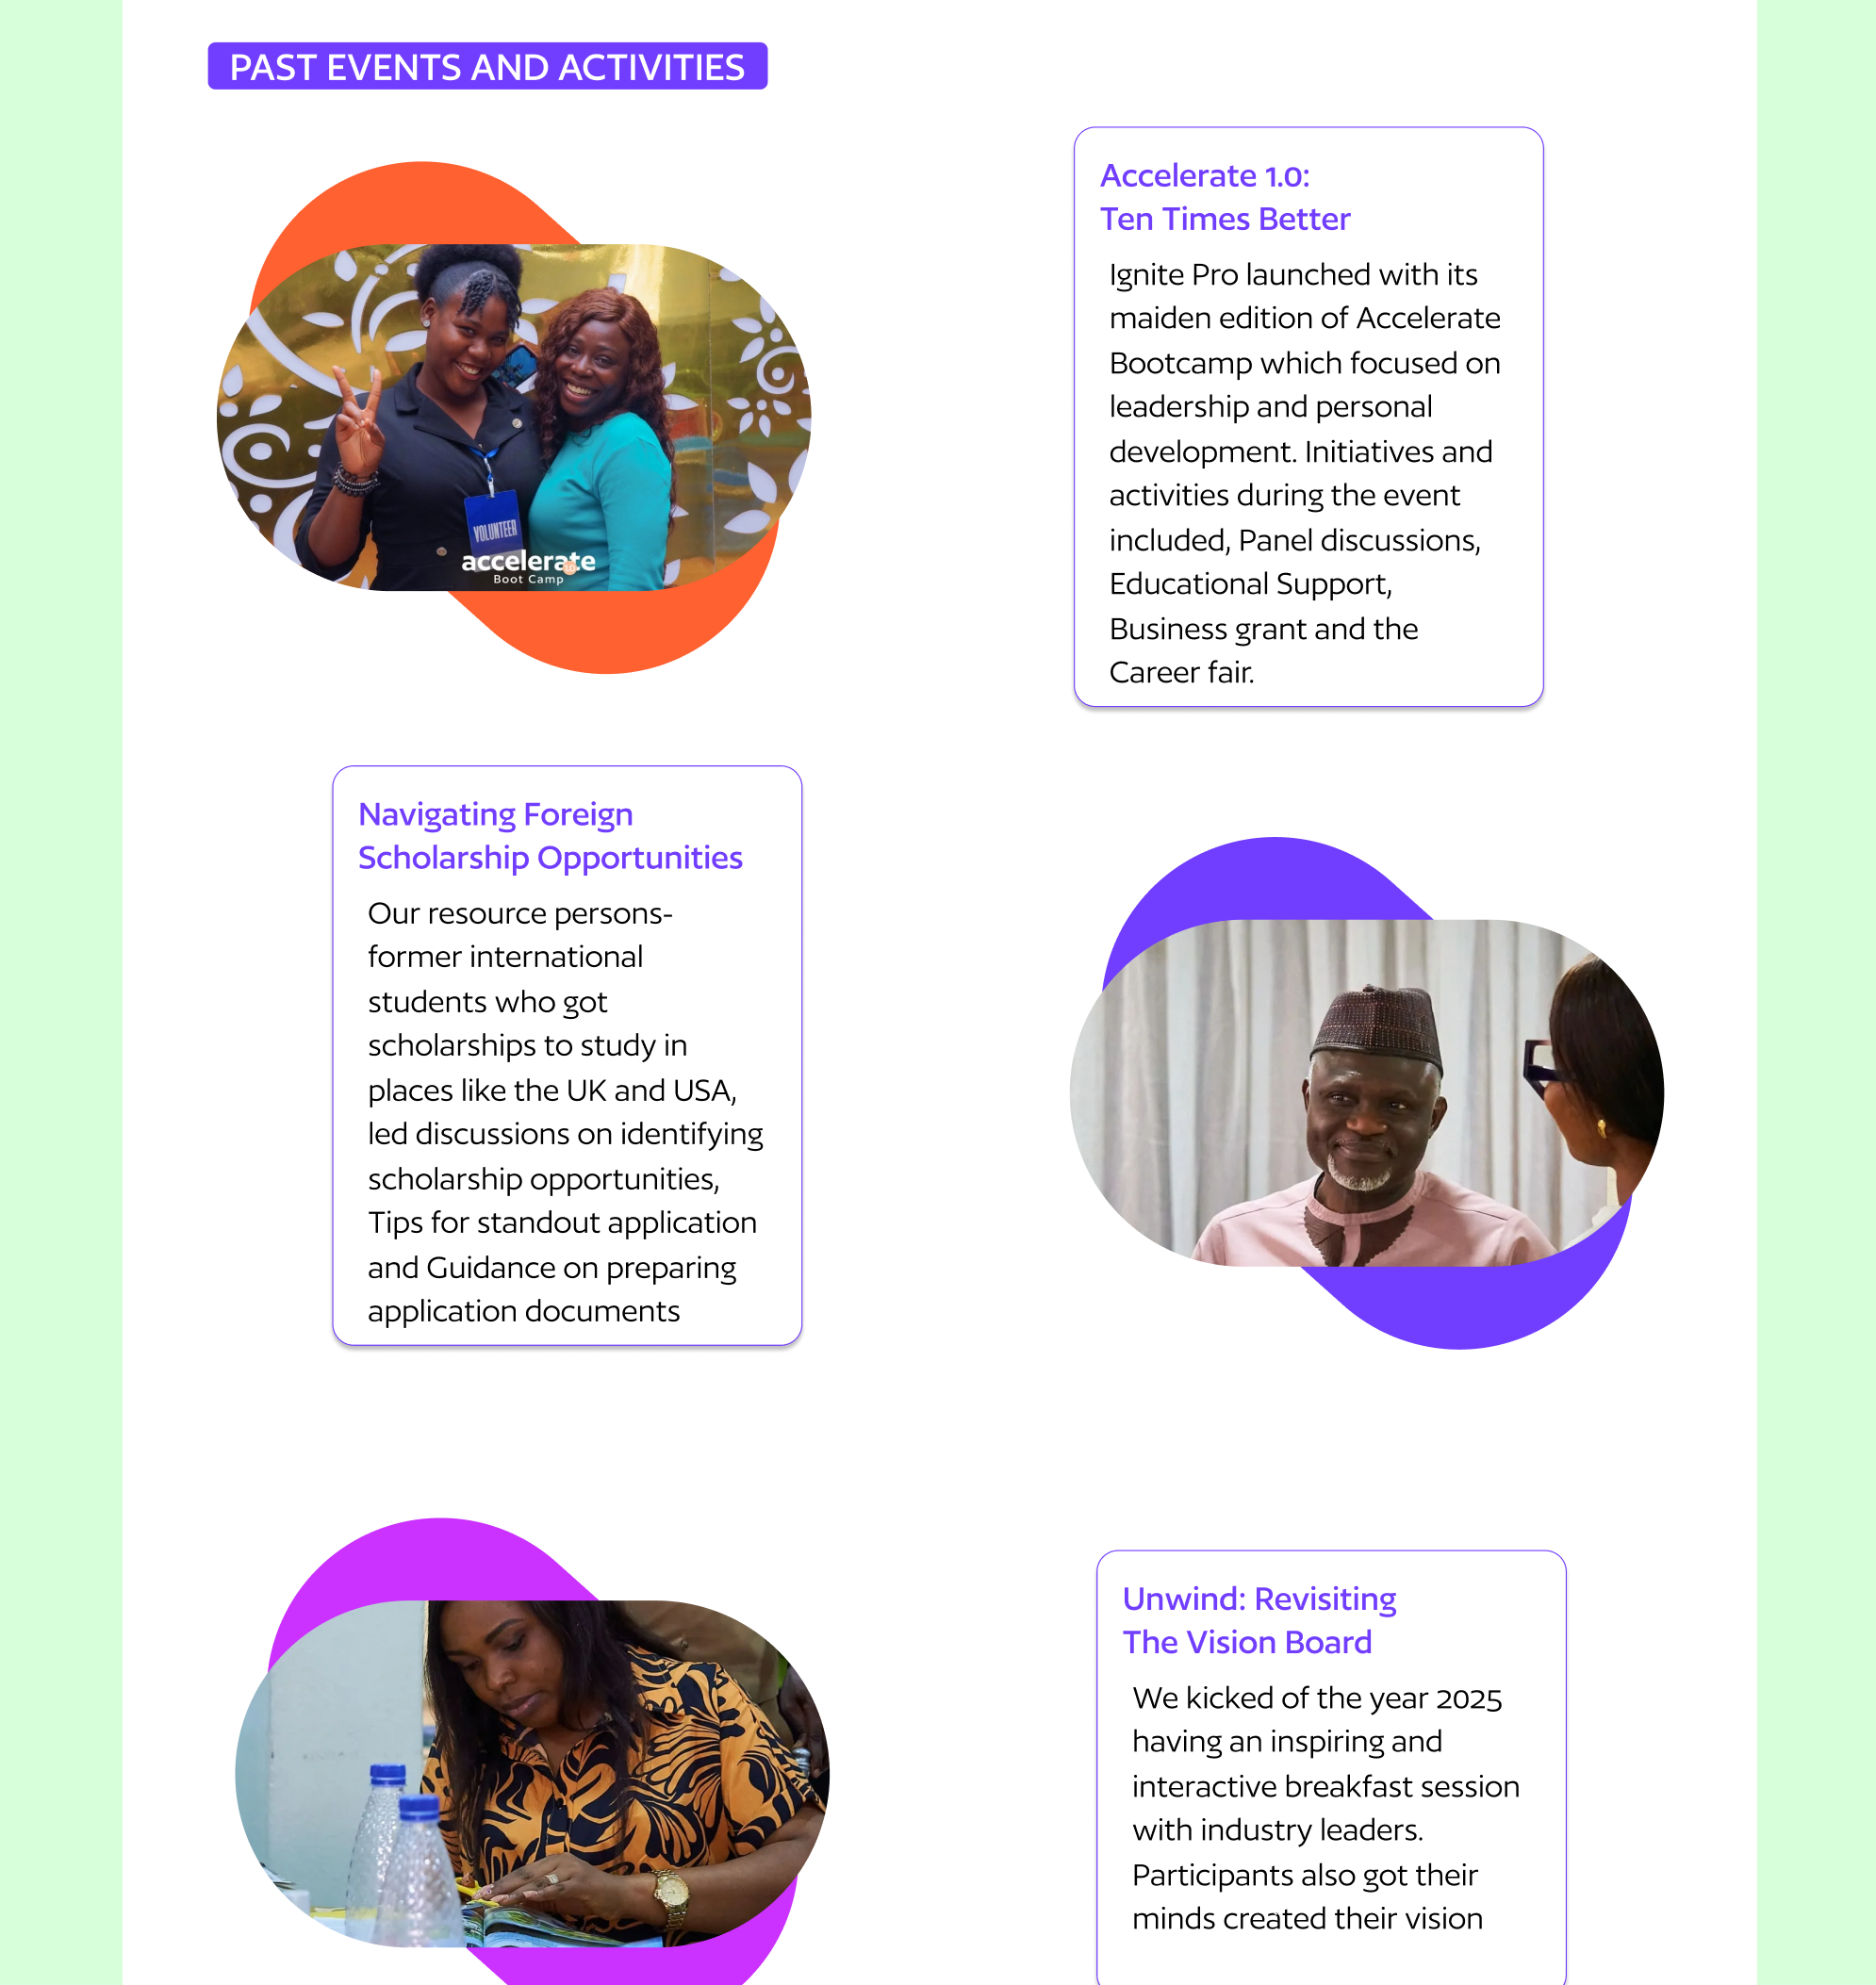 PAST EVENTS AND ACTIVITIES
VOLUNTEER
accelerate
1.0
Boot Camp
Accelerate 1.0:
Ten Times Better
Ignite Pro launched with its
maiden edition of Accelerate
Bootcamp which focused on
leadership and personal
development. Initiatives and
activities during the event
included, Panel discussions,
Educational Support,
Business grant and the
Career fair.
Navigating Foreign
Scholarship Opportunities
Our resource persons-
former international
students who got
scholarships to study in
places like the UK and USA,
led discussions on identifying
scholarship opportunities,
Tips for standout application
and Guidance on preparing
application documents
Unwind: Revisiting
The Vision Board
We kicked of the year 2025
having an inspiring and
interactive breakfast session
with industry leaders.
Participants also got their
minds created their vision